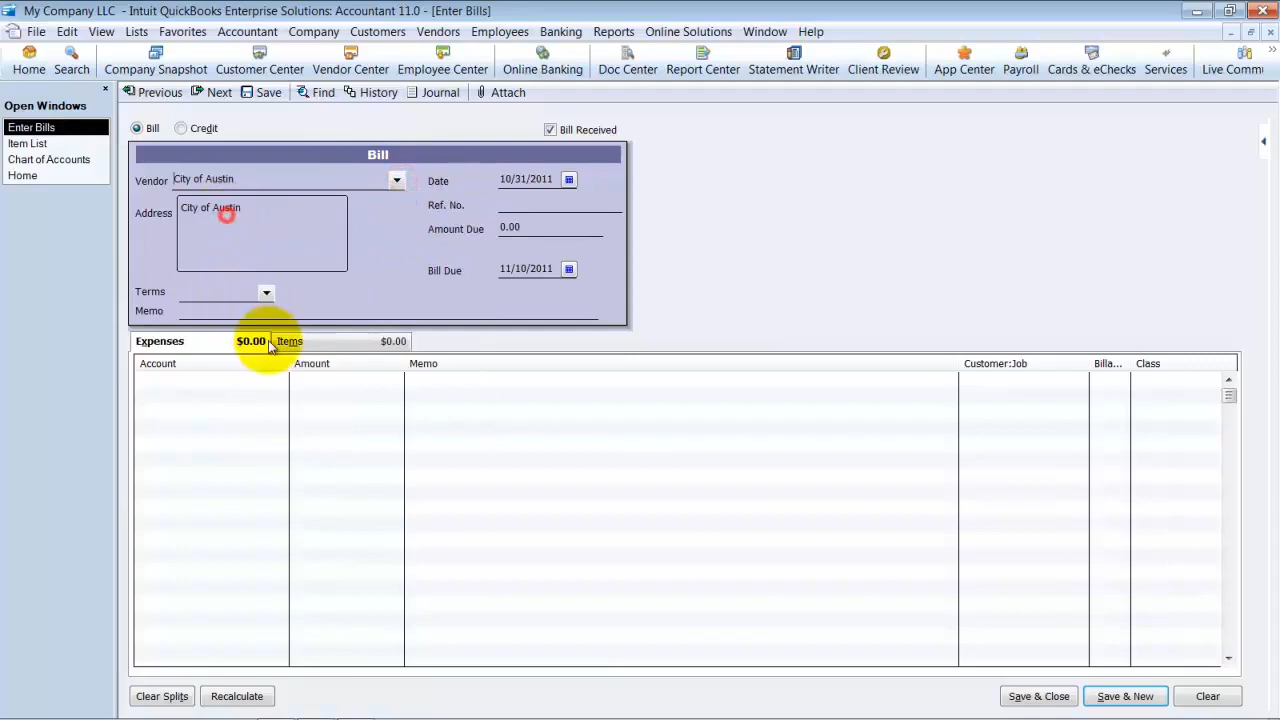 My Company LLC - Intuit QuickBooks Enterprise Solutions: Accountant 11.0 - [Enter Bills]
File Edit View Lists Favorites Accountant Company Customers Vendors Employees Banking Reports Online Solutions Window Help
Home Search Company Snapshot Customer Center Vendor Center Employee Center Online Banking Doc Center Report Center Statement Writer Client Review App Center Payroll Cards & eChecks Services Live Commu
Previous Next Save Find History Journal Attach
Open Windows
Enter Bills
Item List
Chart of Accounts
Home
Bill Credit Bill Received
Bill
Vendor City of Austin Date 10/31/2011
Address City of Austin Ref. No.
Amount Due 0.00
Bill Due 11/10/2011
Terms
Memo
Expenses $0.00 Items $0.00
Account Amount Memo Customer:Job Billa... Class
Clear Splits Recalculate Save & Close Save & New Clear